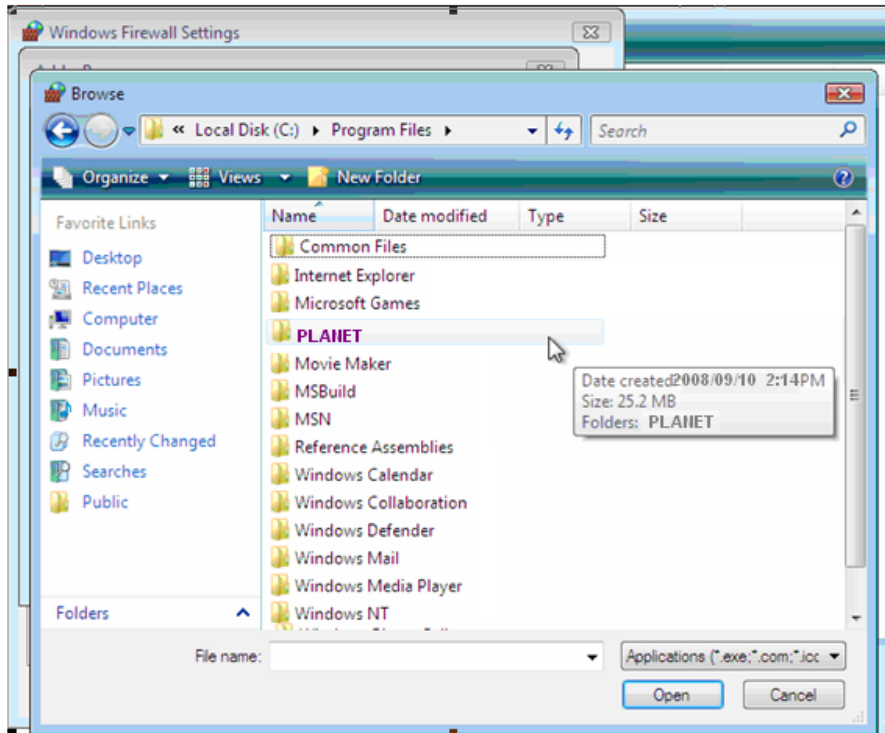 Windows Firewall Settings
Browse
« Local Disk (C:) ▸ Program Files ▸
Search
Organize
Views
New Folder
Favorite Links
Desktop
Recent Places
Computer
Documents
Pictures
Music
Recently Changed
Searches
Public
Folders
Name Date modified Type Size
Common Files
Internet Explorer
Microsoft Games
PLANET
Movie Maker
MSBuild
MSN
Reference Assemblies
Windows Calendar
Windows Collaboration
Windows Defender
Windows Mail
Windows Media Player
Windows NT
Date created2008/09/10 2:14PM
Size: 25.2 MB
Folders: PLANET
File name:
Applications (*.exe;*.com;*.icc
Open
Cancel